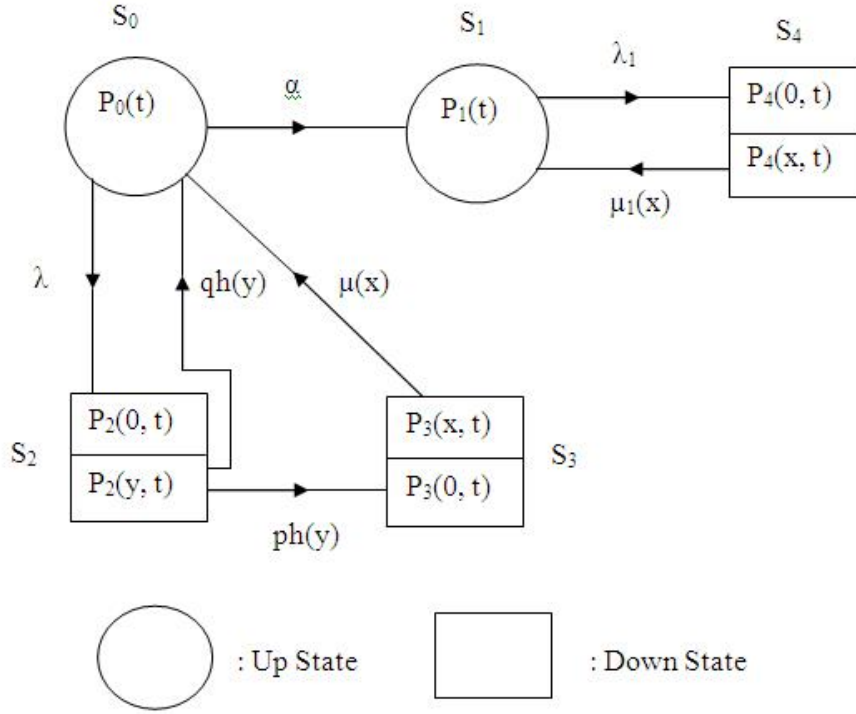 S₀
S₁
S₄
P₀(t)
α
P₁(t)
λ₁
P₄(0, t)
P₄(x, t)
μ₁(x)
λ
qh(y)
μ(x)
P₂(0, t)
P₃(x, t)
S₂
S₃
P₂(y, t)
P₃(0, t)
ph(y)
: Up State
: Down State